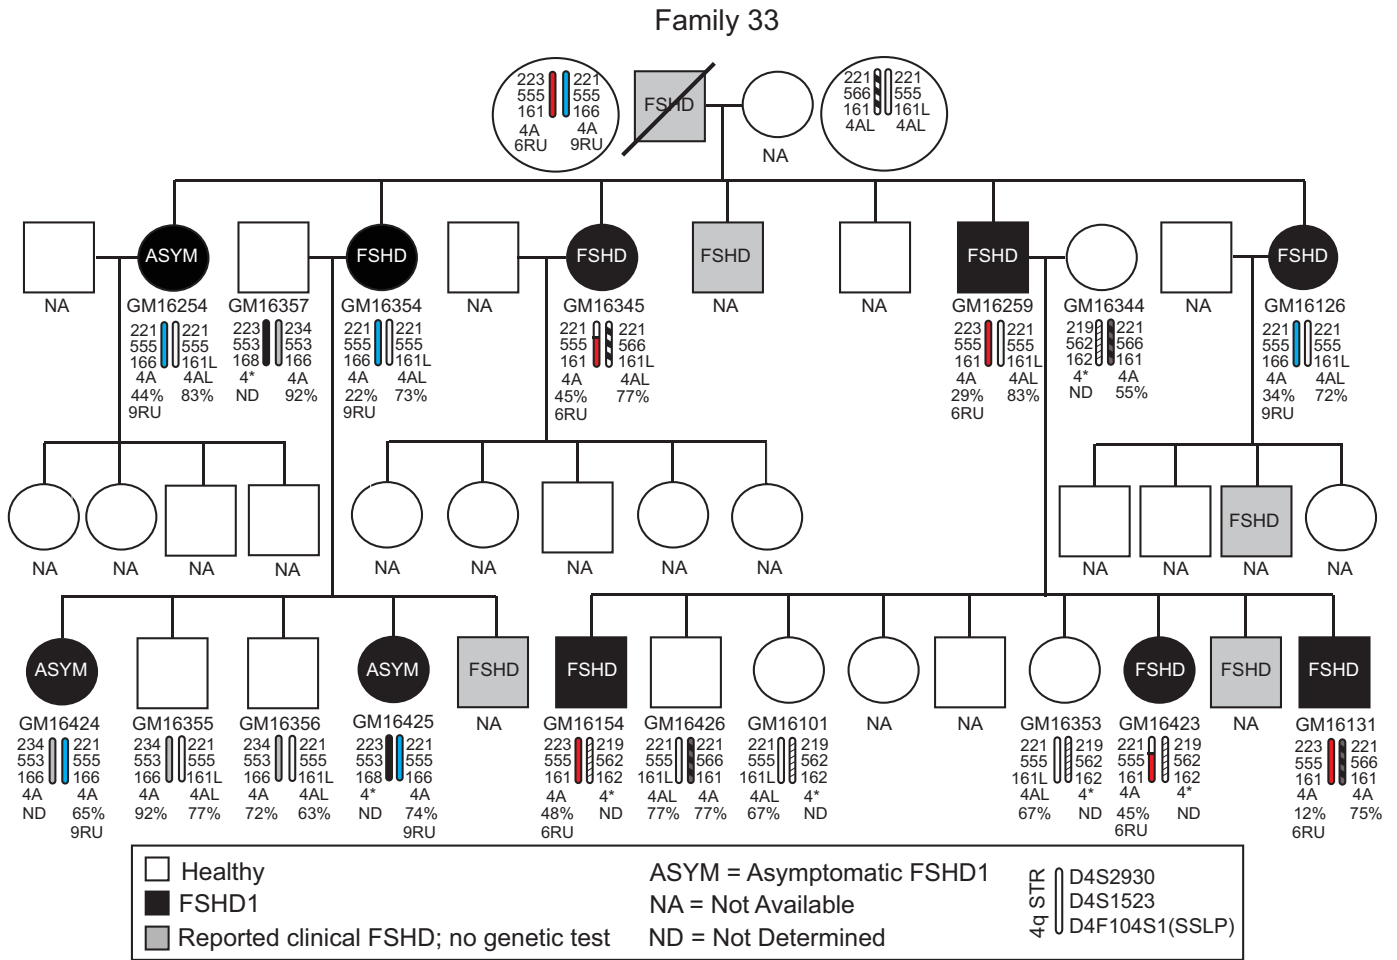 Family 33
223 221
555 555
161 166
4A 4A
6RU 9RU
FSHD
NA
221 221
566 555
161 161L
4AL 4AL
ASYM FSHD FSHD FSHD FSHD FSHD
NA GM16254 GM16357 GM16354 NA GM16345 NA NA GM16259 GM16344 NA GM16126
221 221 223 234 221 221 221 221 223 221 219 221 221 221
555 555 553 553 555 555 555 566 555 555 562 566 555 555
166 161L 168 166 166 161L 161 161L 161 161L 162 161 166 161L
4A 4AL 4* 4A 4A 4AL 4A 4AL 4A 4AL 4* 4A 4A 4AL
44% 83% ND 92% 22% 73% 45% 77% 29% 83% ND 55% 34% 72%
9RU 9RU 6RU 6RU 9RU
FSHD
NA NA NA NA NA NA NA NA NA NA NA NA NA
ASYM ASYM FSHD FSHD FSHD FSHD FSHD
GM16424 GM16355 GM16356 GM16425 NA GM16154 GM16426 GM16101 NA NA GM16353 GM16423 NA GM16131
234 221 234 221 234 221 223 221 223 219 221 221 221 219 221 219 221 219 223 221
553 555 553 555 553 555 553 555 555 562 555 566 555 562 555 562 555 562 555 566
166 166 166 161L 166 161L 168 166 161 162 161L 161 161L 162 161L 162 161 162 161 161
4A 4A 4A 4AL 4A 4AL 4* 4A 4A 4* 4AL 4A 4AL 4* 4AL 4* 4A 4* 4A 4A
ND 65% 92% 77% 72% 63% ND 74% 48% ND 77% 77% 67% ND 67% ND 45% ND 12% 75%
9RU 9RU 6RU 6RU 6RU
Healthy
FSHD1
Reported clinical FSHD; no genetic test
ASYM = Asymptomatic FSHD1
NA = Not Available
ND = Not Determined
4q STR
D4S2930
D4S1523
D4F104S1(SSLP)